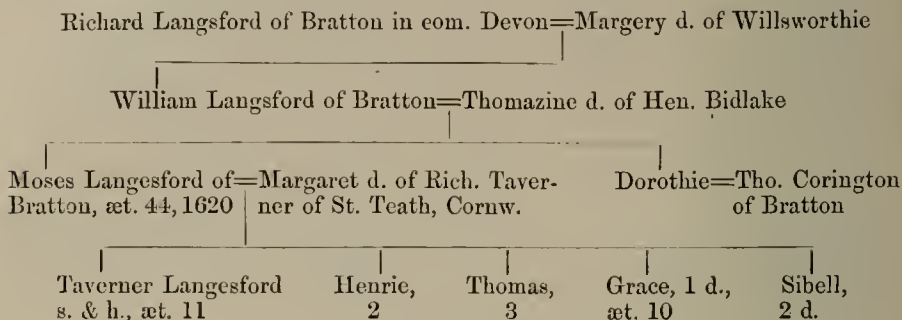 Richard Langsford of Bratton in com. Devon=Margery d. of Willsworthie
William Langsford of Bratton=Thomazine d. of Hen. Bidlake
Moses Langesford of=Margaret d. of Rich. Taver- Dorothie=Tho. Corington
Bratton, æt. 44, 1620 ner of St. Teath, Cornw. of Bratton
Taverner Langesford Henrie, Thomas, Grace, 1 d., Sibell,
s. & h., æt. 11 2 3 æt. 10 2 d.